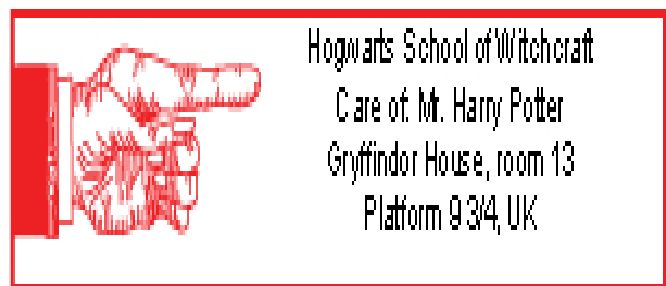 Hogwarts School of Witchcraft
Care of: Mr. Harry Potter
Gryffindor House, room 13
Platform 9 3/4, UK